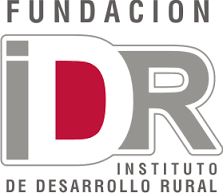 FUNDACION
iDR
INSTITUTO
DE DESARROLLO RURAL